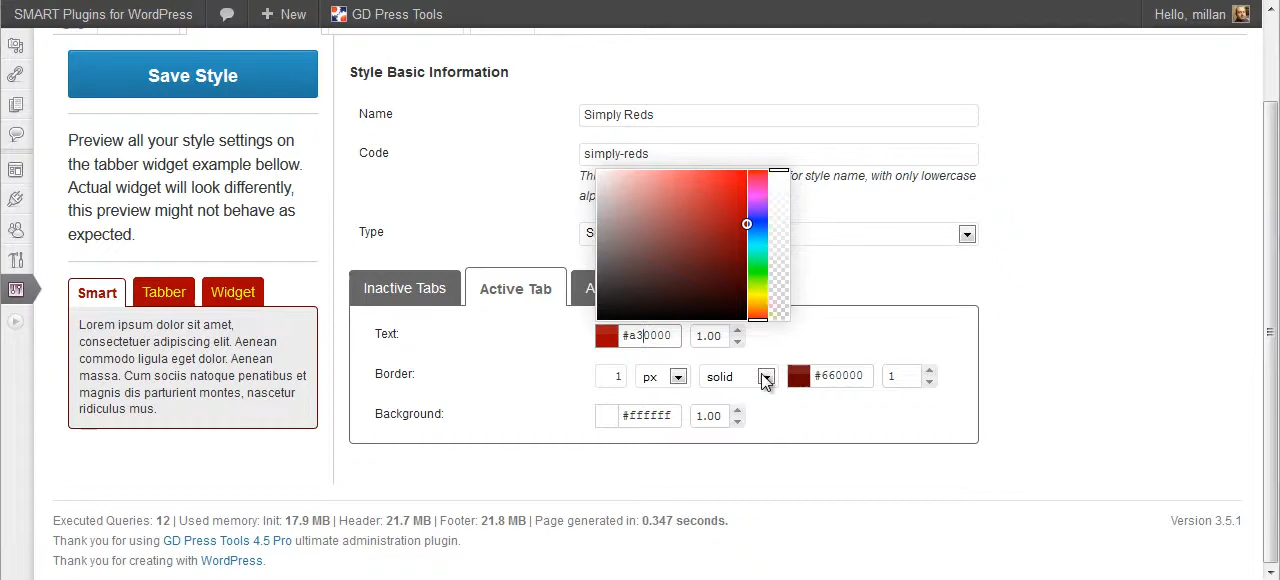 SMART Plugins for WordPress
New
GD Press Tools
Hello, millan
Save Style
Preview all your style settings on
the tabber widget example bellow.
Actual widget will look differently,
this preview might not behave as
expected.
Smart
Tabber
Widget
Lorem ipsum dolor sit amet,
consectetuer adipiscing elit. Aenean
commodo ligula eget dolor. Aenean
massa. Cum sociis natoque penatibus et
magnis dis parturient montes, nascetur
ridiculus mus.
Style Basic Information
Name
Simply Reds
Code
simply-reds
for style name, with only lowercase
Type
S
Inactive Tabs
Active Tab
A
Text:
#a30000
1.00
Border:
1
px
solid
#660000
1
Background:
#ffffff
1.00
Executed Queries: 12 | Used memory: Init: 17.9 MB | Header: 21.7 MB | Footer: 21.8 MB | Page generated in: 0.347 seconds.
Version 3.5.1
Thank you for using GD Press Tools 4.5 Pro ultimate administration plugin.
Thank you for creating with WordPress.